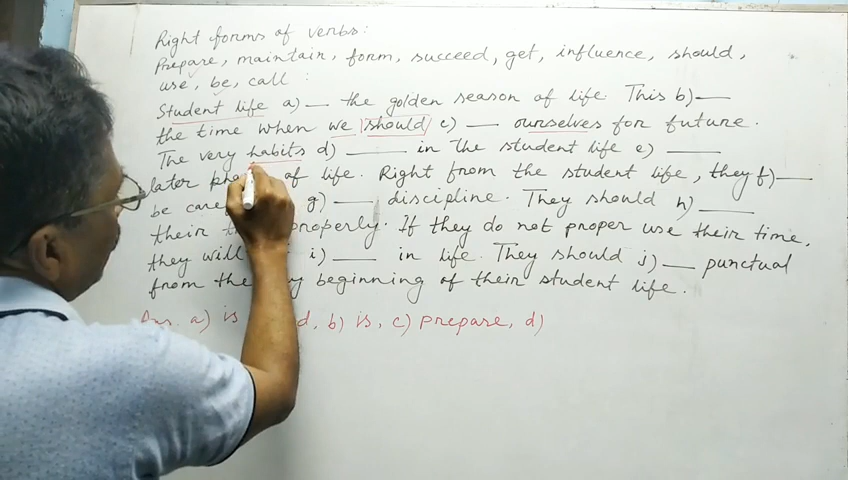 Right forms of verbs:
Prepare, maintain, form, succeed, get, influence, should,
use, be, call :
Student life a) — the golden season of life. This b) —
the time when we should c) — ourselves for future.
The very habits d) — in the student life e) —
later of life. Right from the student life, they f) —
be g) — discipline. They should h) —
their properly. If they do not proper use their time,
they will i) — in life. They should j) — punctual
from the beginning of their student life.
Ans. a) is d, b) is, c) prepare, d)